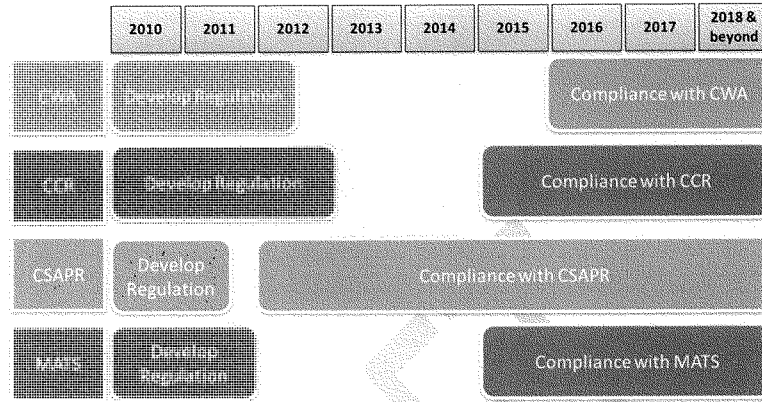 2010 2011 2012 2013 2014 2015 2016 2017 2018 & beyond
CWA Develop Regulation Compliance with CWA
CCR Develop Regulation Compliance with CCR
CSAPR Develop Regulation Compliance with CSAPR
MATS Develop Regulation Compliance with MATS